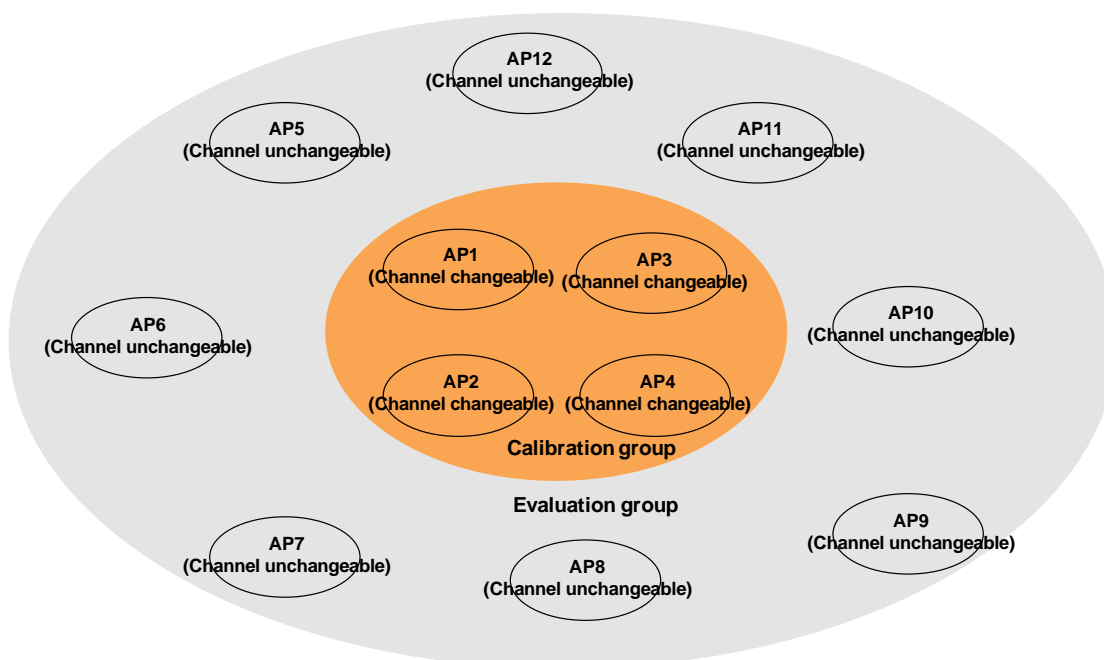 AP12
(Channel unchangeable)
AP5
(Channel unchangeable)
AP11
(Channel unchangeable)
AP1
(Channel changeable)
AP3
(Channel changeable)
AP6
(Channel unchangeable)
AP10
(Channel unchangeable)
AP2
(Channel changeable)
AP4
(Channel changeable)
Calibration group
Evaluation group
AP7
(Channel unchangeable)
AP8
(Channel unchangeable)
AP9
(Channel unchangeable)